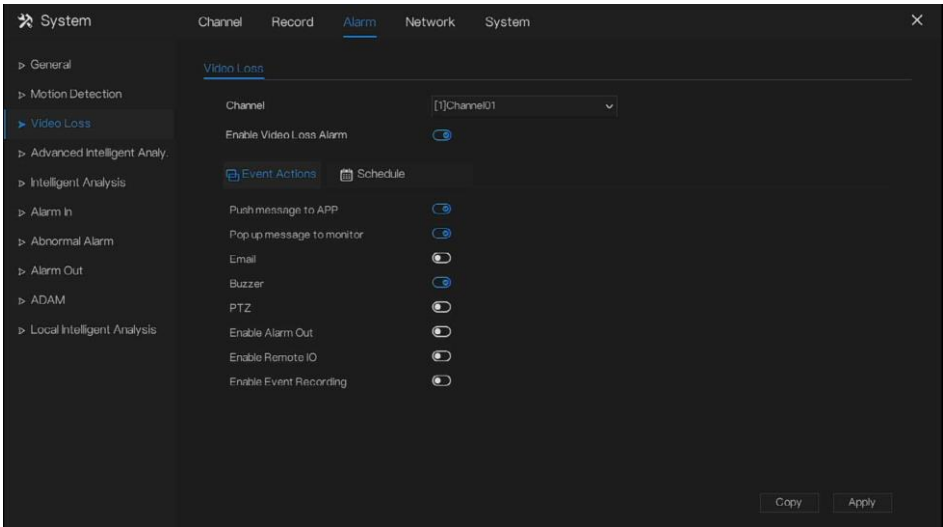 System
Channel Record Alarm Network System
General
Motion Detection
Video Loss
Advanced Intelligent Analy.
Intelligent Analysis
Alarm In
Abnormal Alarm
Alarm Out
ADAM
Local Intelligent Analysis
Video Loss
Channel [1]Channel01
Enable Video Loss Alarm
Event Actions Schedule
Push message to APP
Pop up message to monitor
Email
Buzzer
PTZ
Enable Alarm Out
Enable Remote IO
Enable Event Recording
Copy Apply